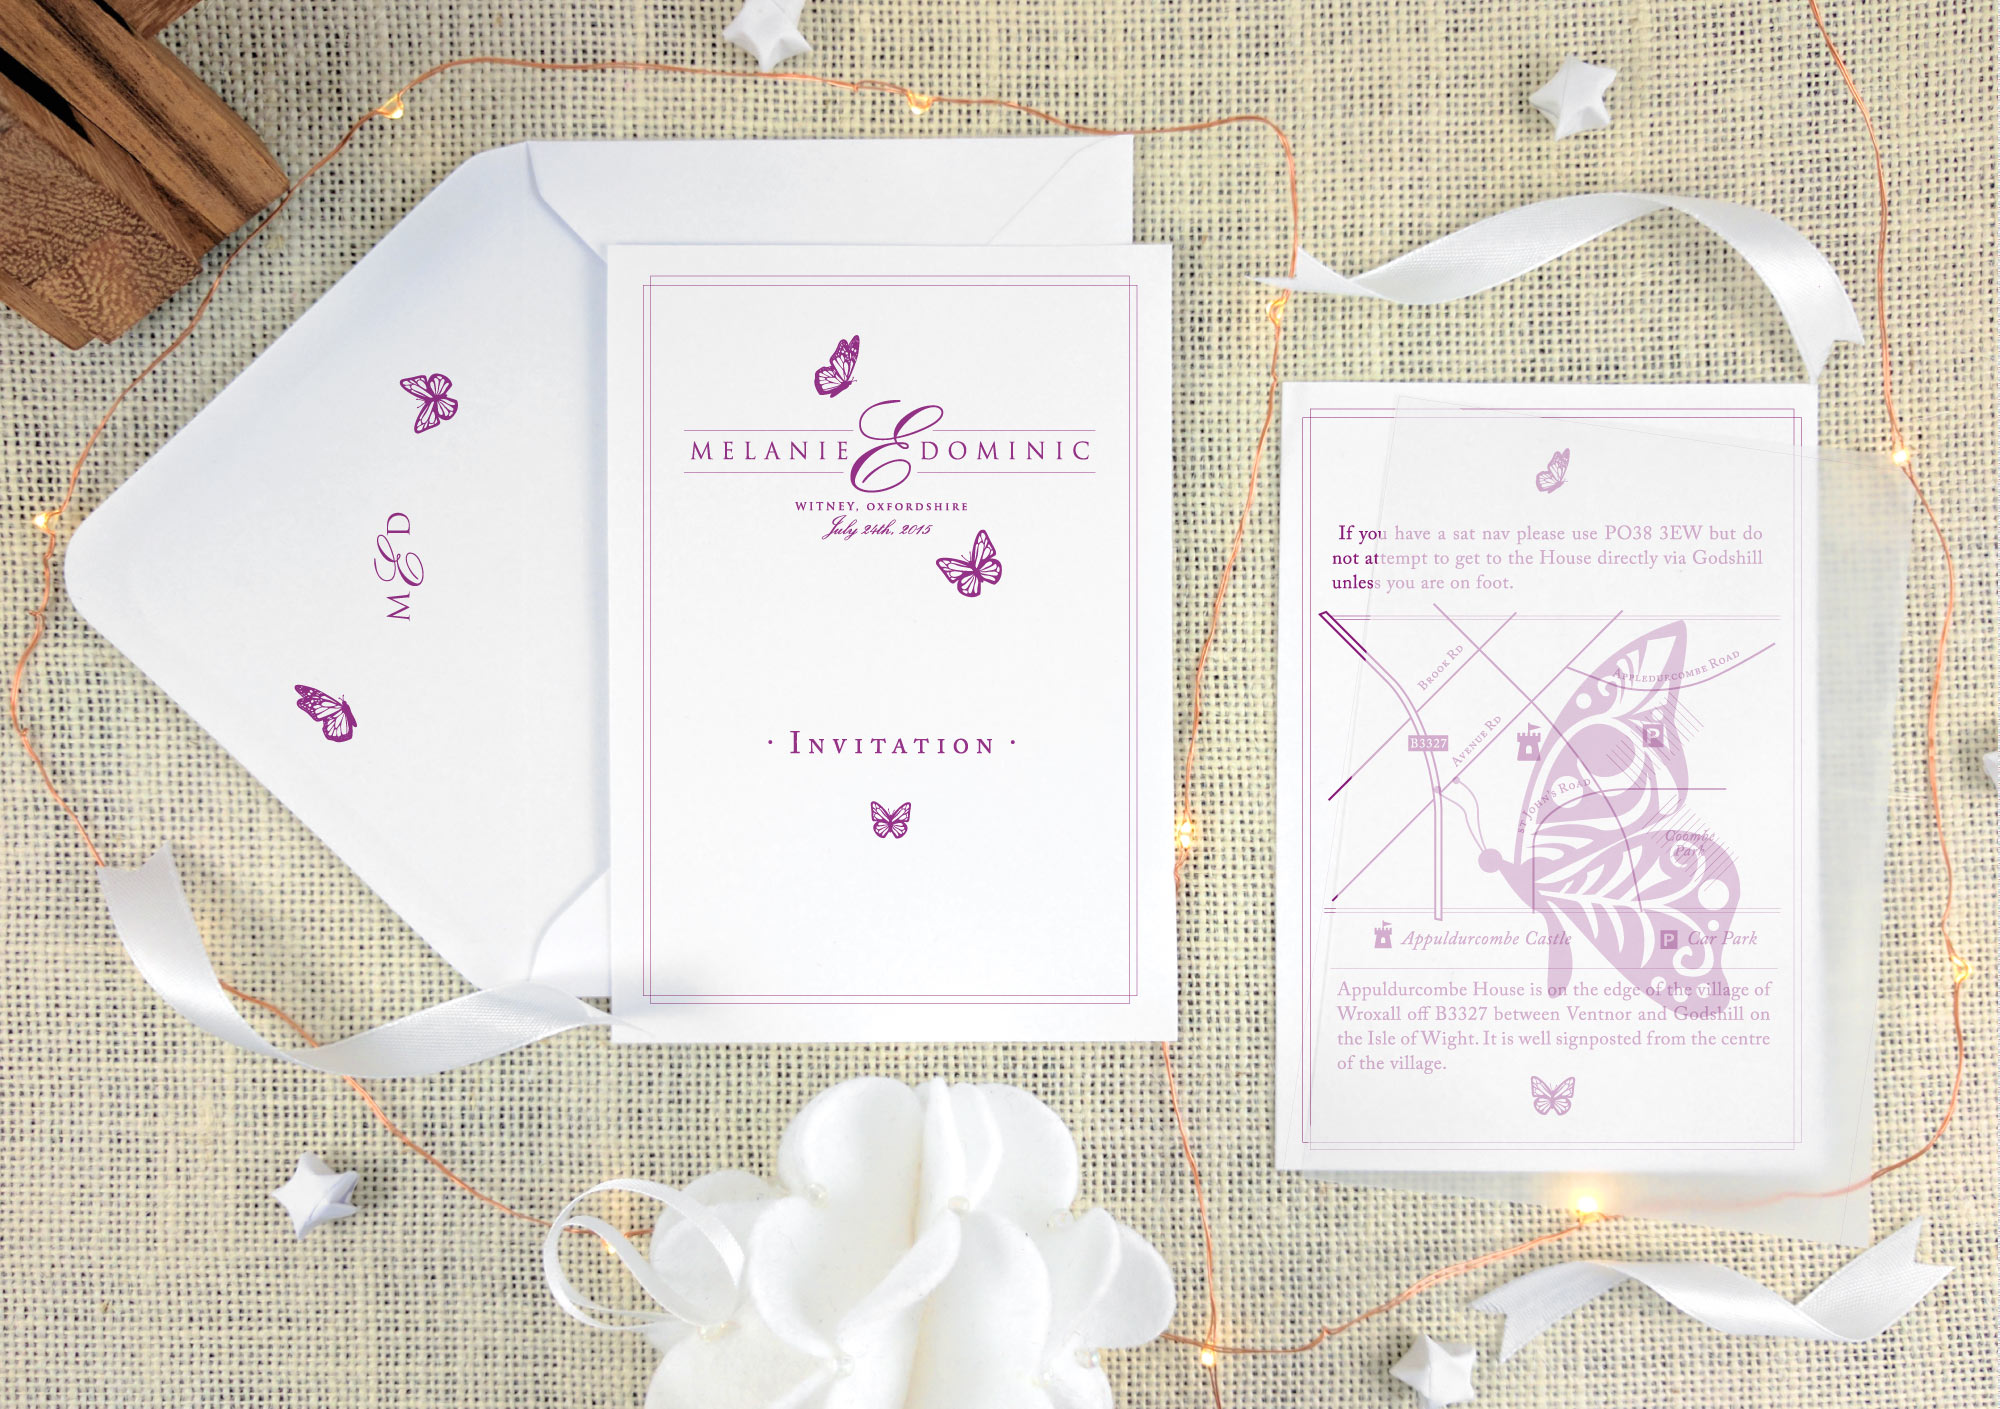 M & D
MELANIE & DOMINIC
WITNEY, OXFORDSHIRE
July 24th, 2015
· INVITATION ·
If you have a sat nav please use PO38 3EW but do
not attempt to get to the House directly via Godshill
unless you are on foot.
BROOK RD
APPLEDURCOMBE ROAD
B3327
AVENUE RD
P
ST JOHN'S ROAD
Coombe
Park
Appuldurcombe Castle
P Car Park
Appuldurcombe House is on the edge of the village of
Wroxall off B3327 between Ventnor and Godshill on
the Isle of Wight. It is well signposted from the centre
of the village.